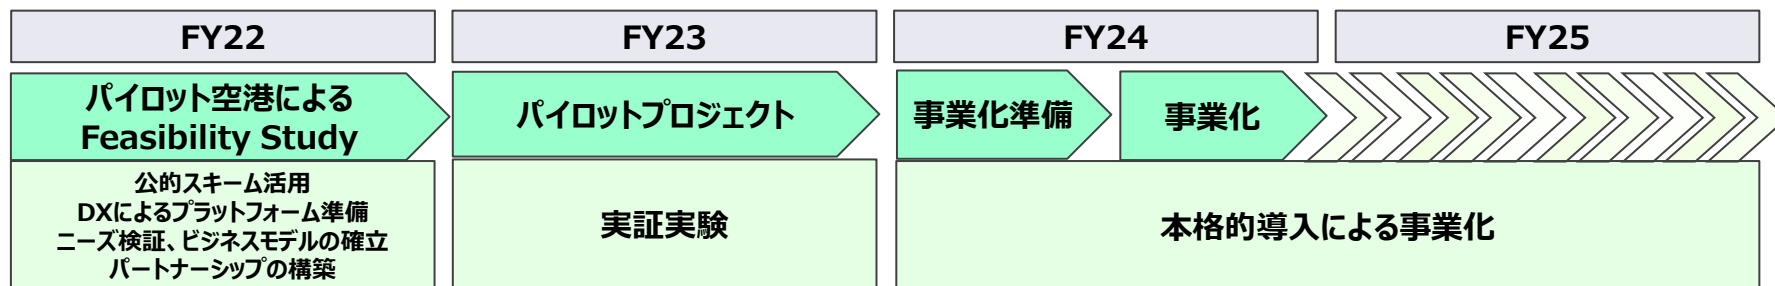 FY22
FY23
FY24
FY25
パイロット空港による
Feasibility Study
パイロットプロジェクト
事業化準備
事業化
公的スキーム活用
DXによるプラットフォーム準備
ニーズ検証、ビジネスモデルの確立
パートナーシップの構築
実証実験
本格的導入による事業化